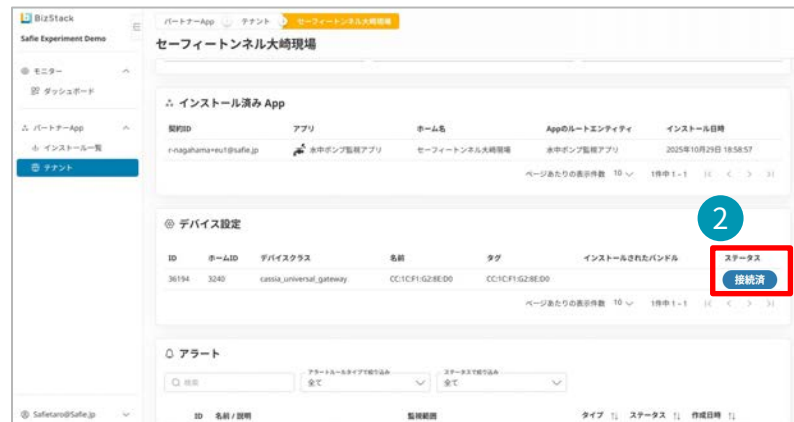 BizStack
Safie Experiment Demo
モニター
ダッシュボード
パートナーApp
インストール一覧
テナント
Safietaro@Safie.jp
パートナーApp テナント セーフィートンネル大崎現場
セーフィートンネル大崎現場
インストール済み App
契約ID アプリ ホーム名 Appのルートエンティティ インストール日時
r-nagahama+eu1@safie.jp 水中ポンプ監視アプリ セーフィートンネル大崎現場 水中ポンプ監視アプリ 2025年10月29日 18:58:57
ページあたりの表示件数 10 1件中 1 – 1
デバイス設定
2
ID ホームID デバイスクラス 名前 タグ インストールされたバンドル ステータス
36194 3240 cassia_universal_gateway CC:1C:F1:G2:8E:D0 CC:1C:F1:G2:8E:D0 接続済
ページあたりの表示件数 10 1件中 1 – 1
アラート
検索 アラートルールタイプで絞り込み 全て ステータスで絞り込み 全て
ID 名前 / 説明 監視範囲 タイプ ステータス 作成日時